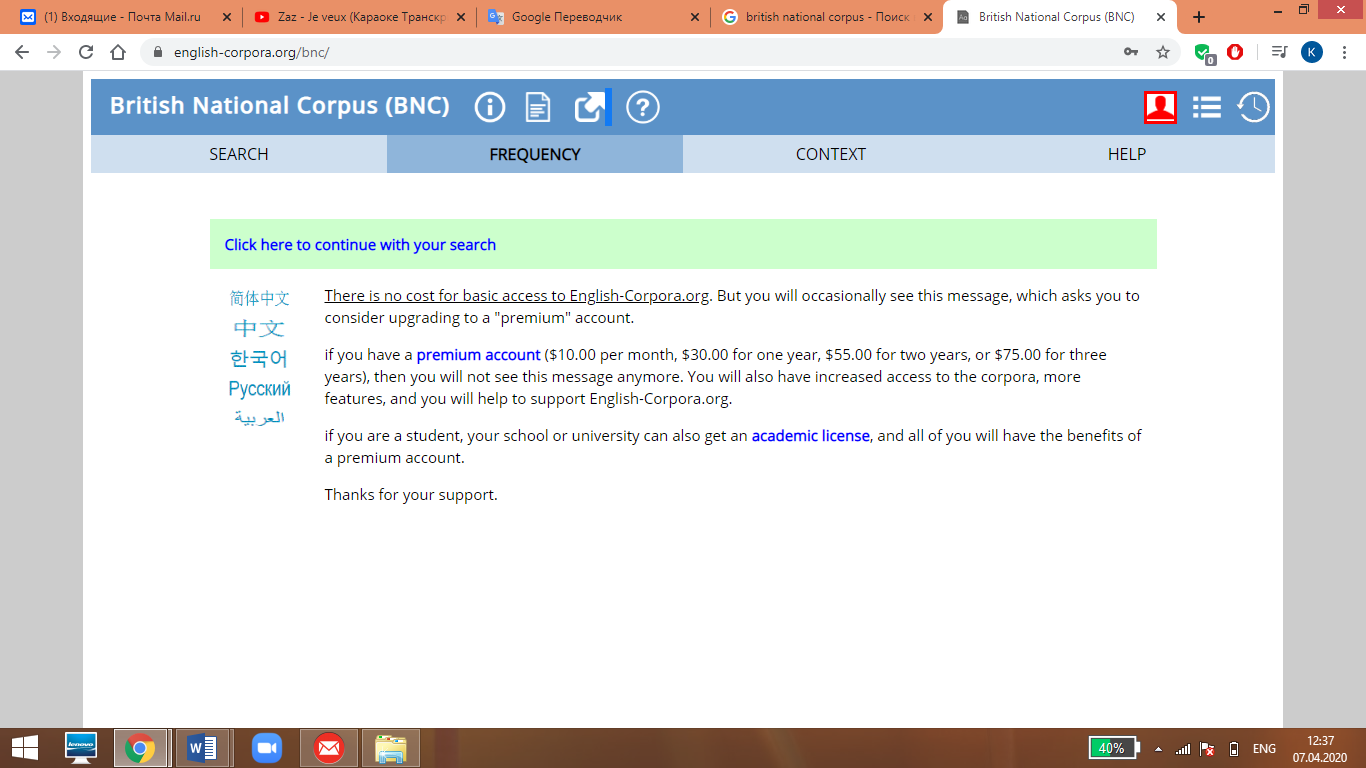 (1) Входящие - Почта Mail.ru
Zaz - Je veux (Караоке Транскр
Google Переводчик
british national corpus - Поиск
British National Corpus (BNC)
english-corpora.org/bnc/
0
K
British National Corpus (BNC)
SEARCH
FREQUENCY
CONTEXT
HELP
Click here to continue with your search
简体中文
中文
한국어
Русский
العربية
There is no cost for basic access to English-Corpora.org. But you will occasionally see this message, which asks you to
consider upgrading to a "premium" account.
if you have a premium account ($10.00 per month, $30.00 for one year, $55.00 for two years, or $75.00 for three
years), then you will not see this message anymore. You will also have increased access to the corpora, more
features, and you will help to support English-Corpora.org.
if you are a student, your school or university can also get an academic license, and all of you will have the benefits of
a premium account.
Thanks for your support.
lenovo
40%
ENG
12:37
07.04.2020